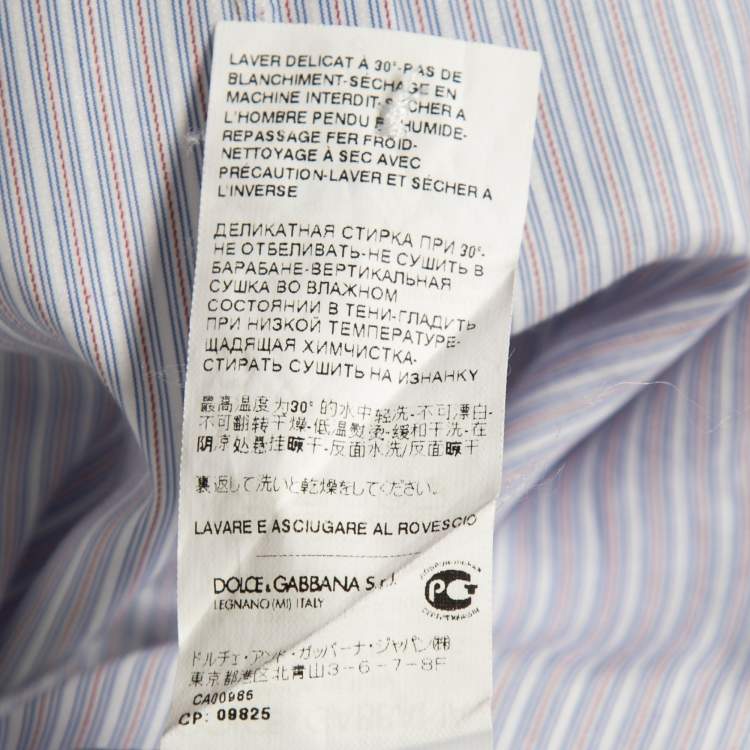 LAVER DELICAT À 30°-PAS DE
BLANCHIMENT-SÉCHAGE EN
MACHINE INTERDIT-SÉCHER A
L'HOMBRE PENDU E HUMIDE-
REPASSAGE FER FROID-
NETTOYAGE À SEC AVEC
PRÉCAUTION-LAVER ET SÉCHER À
L'INVERSE
ДЕЛИКАТНАЯ СТИРКА ПРИ 30°-
НЕ ОТБЕЛИВАТЬ-НЕ СУШИТЬ В
БАРАБАНЕ-ВЕРТИКАЛЬНАЯ
СУШКА ВО ВЛАЖНОМ
СОСТОЯНИИ В ТЕНИ-ГЛАДИТЬ
ПРИ НИЗКОЙ ТЕМПЕРАТУРЕ-
ЩАДЯЩАЯ ХИМЧИСТКА-
СТИРАТЬ СУШИТЬ НА ИЗНАНКУ
最高温度为30°的水中轻洗-不可漂白-
不可翻转干燥-低温熨烫-缓和干洗-在
阴凉处悬挂晾干-反面水洗/反面晾干
裏返して洗いと乾燥をしてください。
LAVARE E ASCIUGARE AL ROVESCIO
DOLCE & GABBANA S.r.l.
LEGNANO (MI) ITALY
РСТ
ドルチェ・アンド・ガッバーナ・ジャパン(株)
東京都港区北青山3-6-7-8F
CA00985
CP: 09825